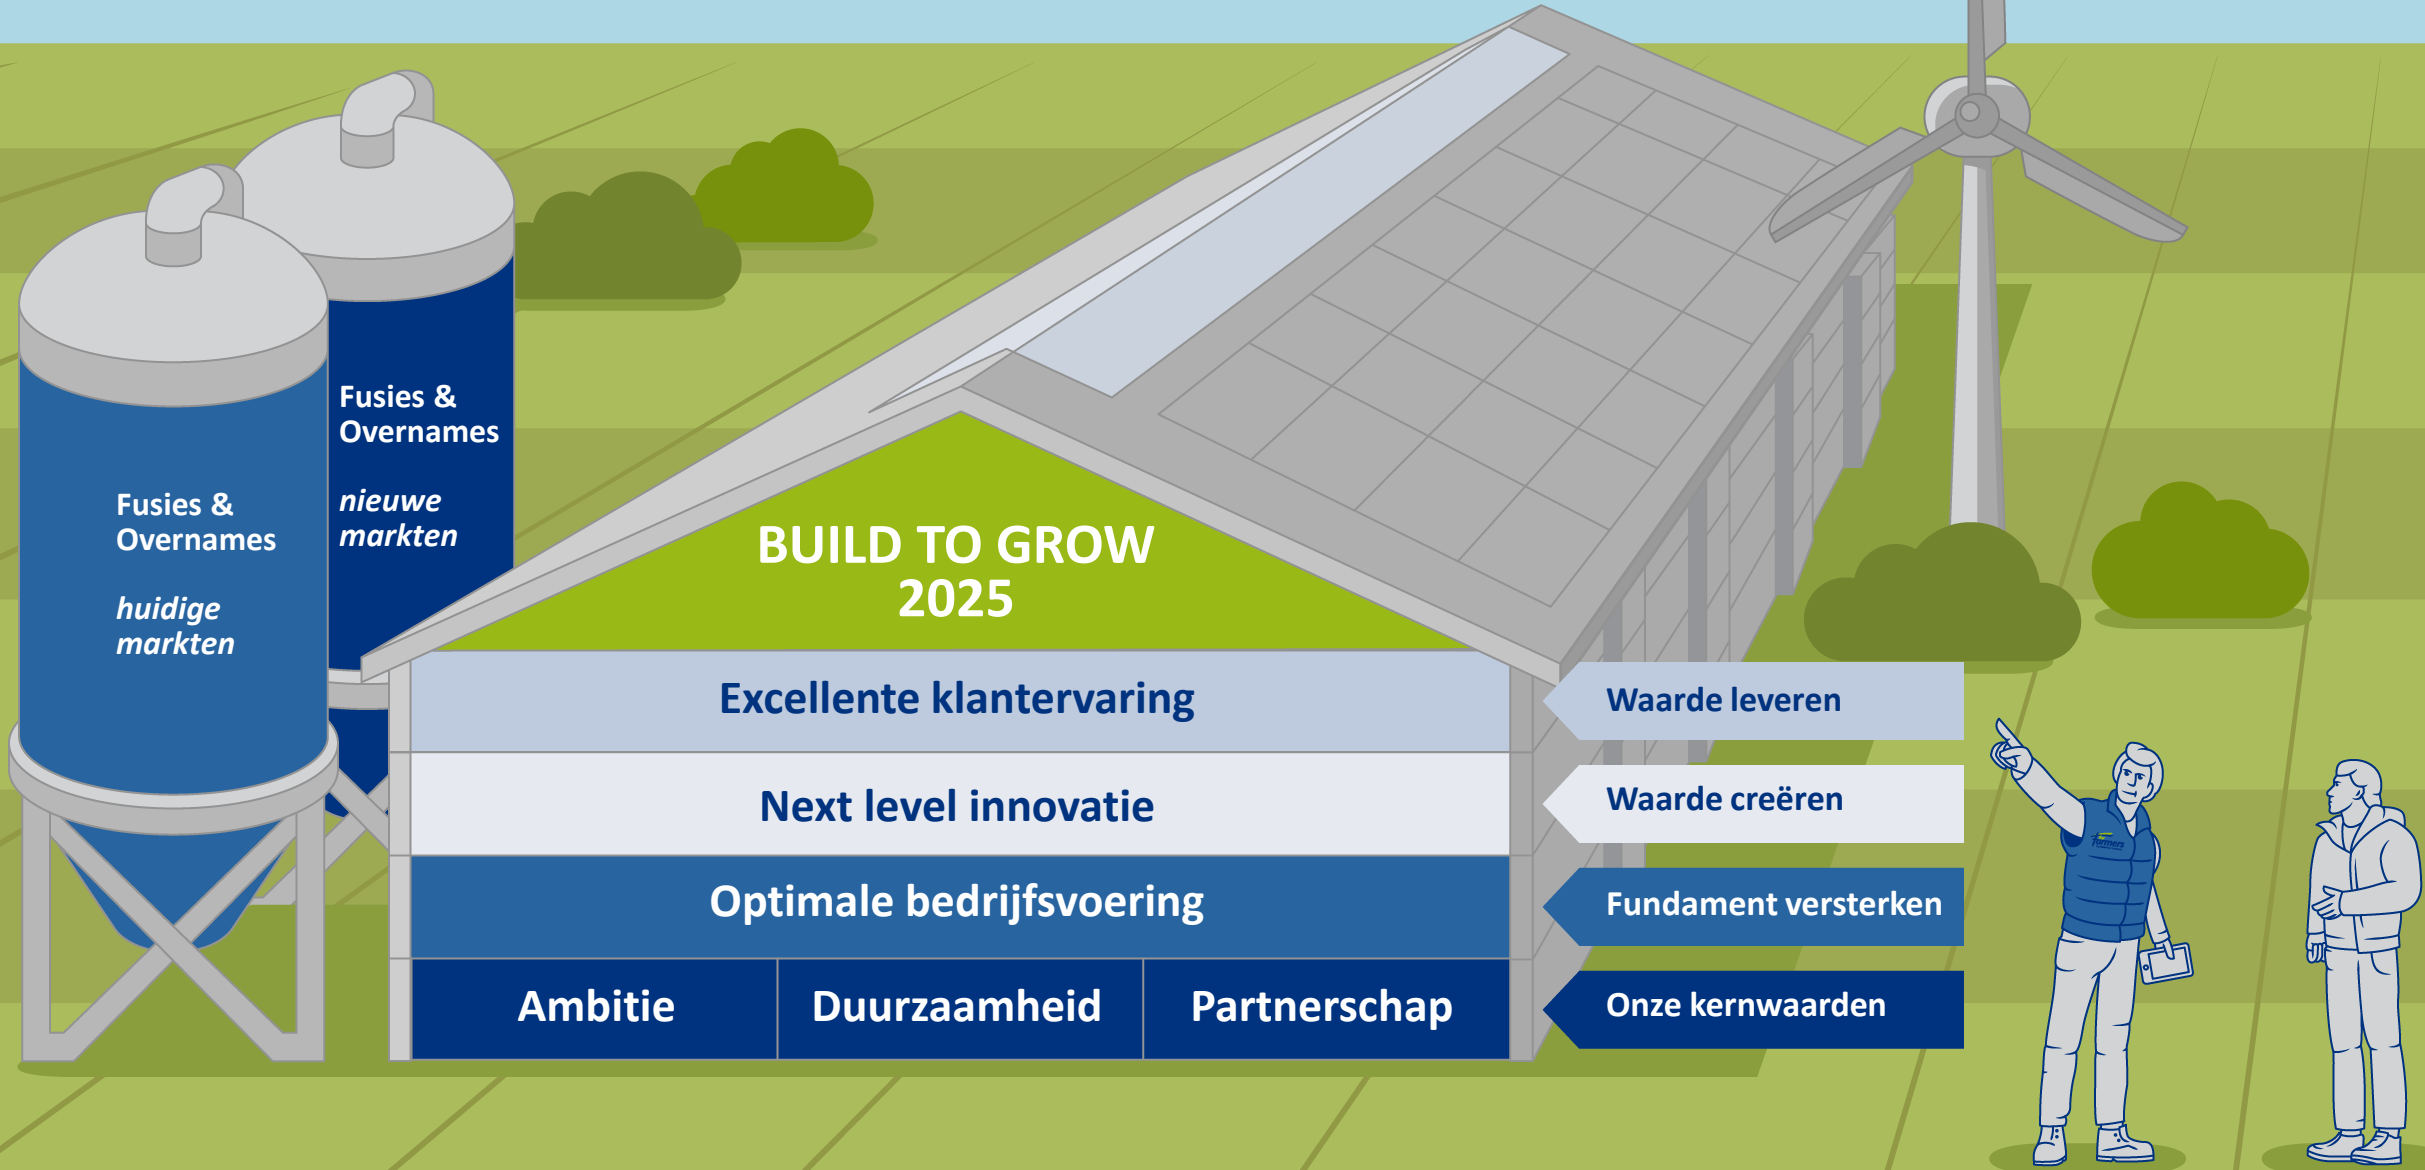 Fusies &
Overnames
nieuwe
markten
Fusies &
Overnames
huidige
markten
BUILD TO GROW
2025
Excellente klantervaring
Waarde leveren
Next level innovatie
Waarde creëren
Optimale bedrijfsvoering
Fundament versterken
Ambitie
Duurzaamheid
Partnerschap
Onze kernwaarden
farmers